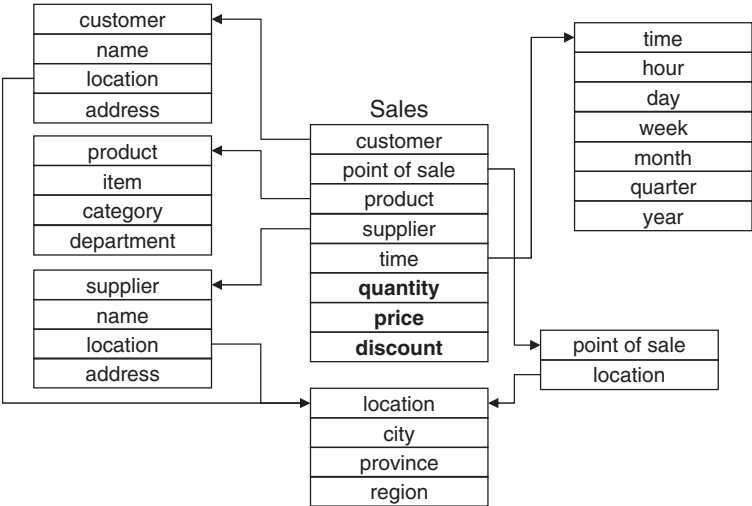 customer
name
location
address
product
item
category
department
supplier
name
location
address
Sales
customer
point of sale
product
supplier
time
quantity
price
discount
location
city
province
region
time
hour
day
week
month
quarter
year
point of sale
location